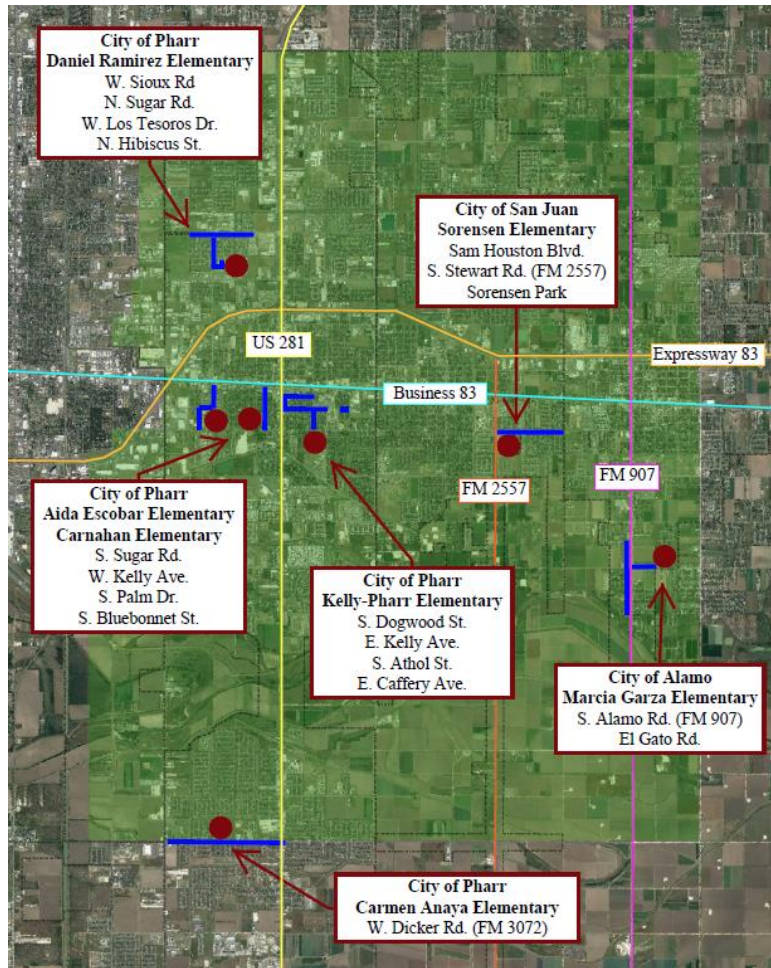 City of Pharr
Daniel Ramirez Elementary
W. Sioux Rd
N. Sugar Rd.
W. Los Tesoros Dr.
N. Hibiscus St.
City of San Juan
Sorensen Elementary
Sam Houston Blvd.
S. Stewart Rd. (FM 2557)
Sorensen Park
US 281
Expressway 83
Business 83
FM 2557
FM 907
City of Pharr
Aida Escobar Elementary
Carnahan Elementary
S. Sugar Rd.
W. Kelly Ave.
S. Palm Dr.
S. Bluebonnet St.
City of Pharr
Kelly-Pharr Elementary
S. Dogwood St.
E. Kelly Ave.
S. Athol St.
E. Caffery Ave.
City of Alamo
Marcia Garza Elementary
S. Alamo Rd. (FM 907)
El Gato Rd.
City of Pharr
Carmen Anaya Elementary
W. Dicker Rd. (FM 3072)